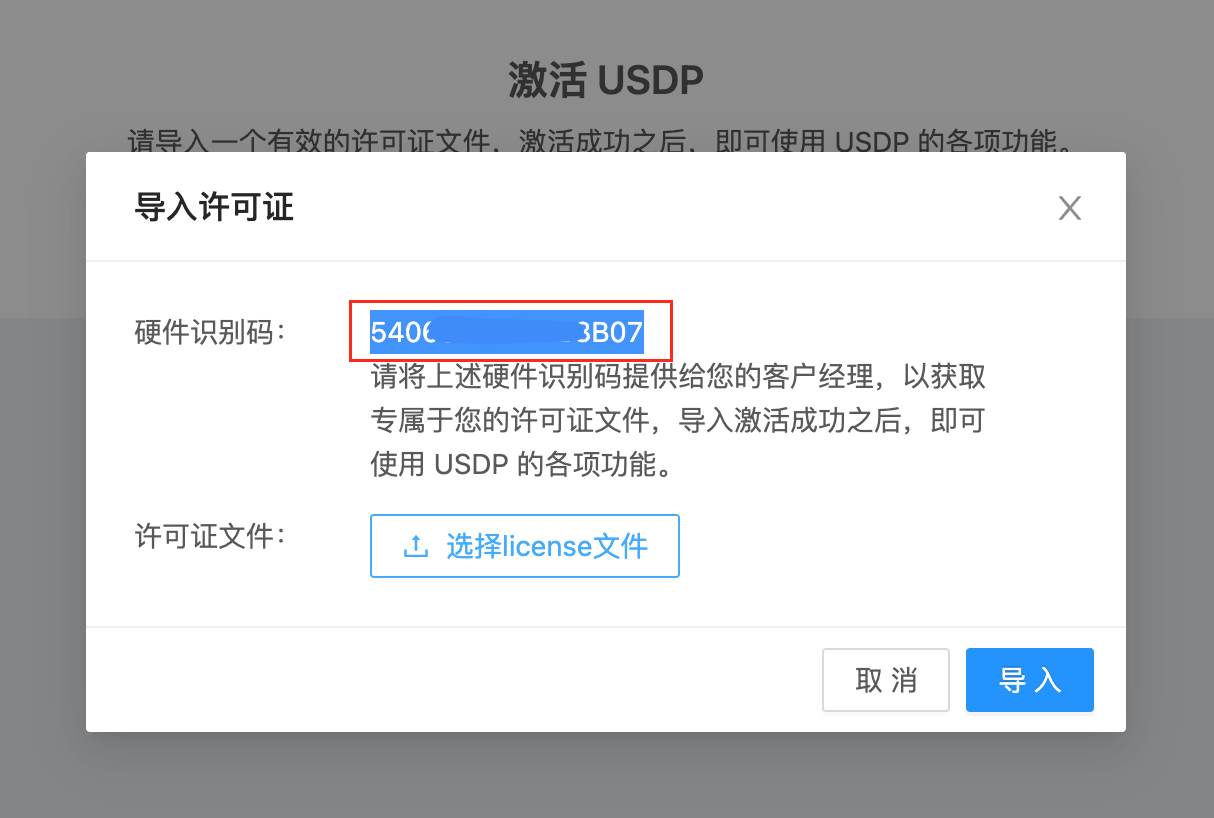 激活 USDP
请导入一个有效的许可证文件，激活成功之后，即可使用 USDP 的各项功能。
导入许可证
硬件识别码：
5406 3B07
请将上述硬件识别码提供给您的客户经理，以获取
专属于您的许可证文件，导入激活成功之后，即可
使用 USDP 的各项功能。
许可证文件：
选择license文件
取 消
导 入